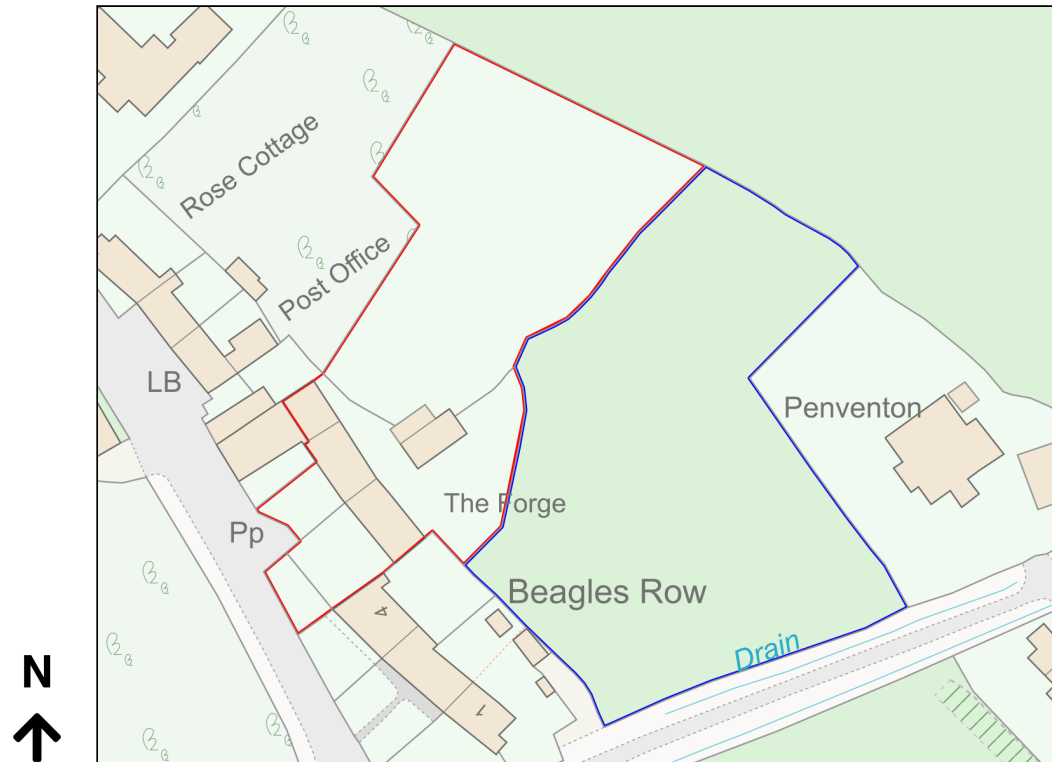 Rose Cottage
Post Office
LB
Penventon
The Forge
Pp
Beagles Row
4
Drain
N
1